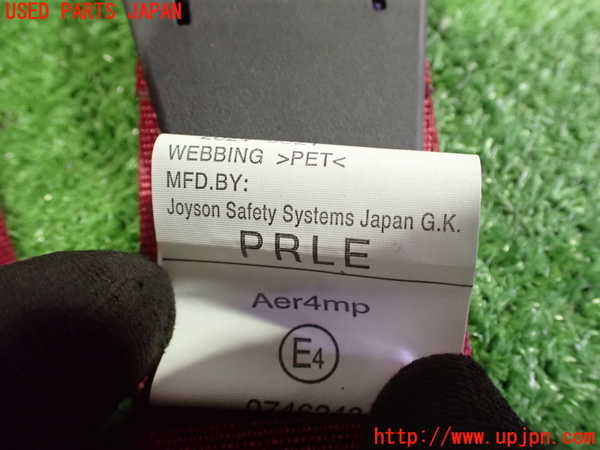 USED PARTS JAPAN
WEBBING >PET<
MFD.BY:
Joyson Safety Systems Japan G.K.
PRLE
Aer4mp
E4
http://www.upjpn.com/